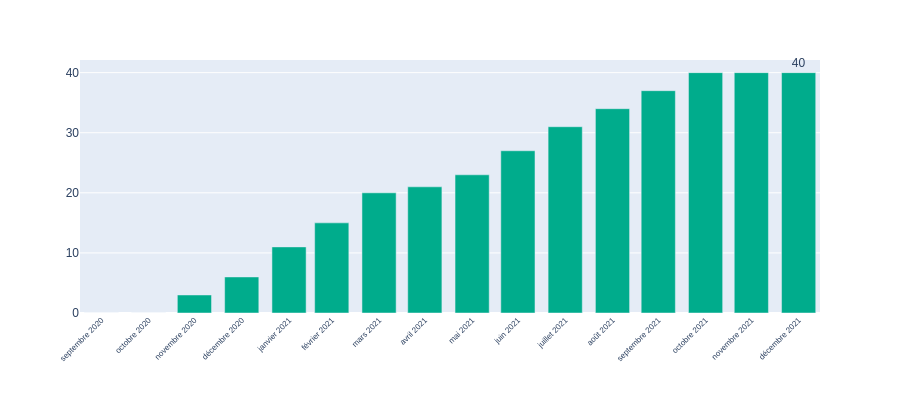 40
40
30
20
10
0
septembre 2020
octobre 2020
novembre 2020
décembre 2020
janvier 2021
février 2021
mars 2021
avril 2021
mai 2021
juin 2021
juillet 2021
août 2021
septembre 2021
octobre 2021
novembre 2021
décembre 2021